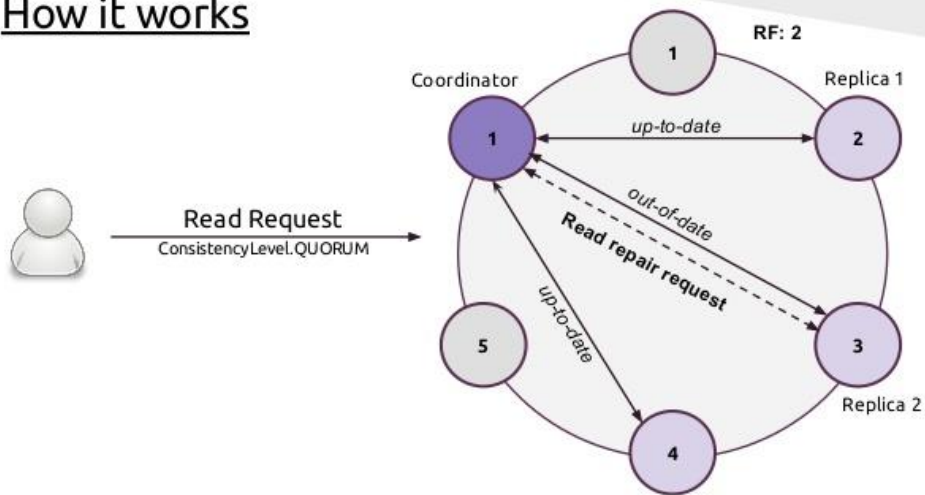 How it works
RF: 2
1
Coordinator
Replica 1
1
up-to-date
2
out-of-date
Read repair request
Read Request
ConsistencyLevel.QUORUM
up-to-date
5
3
Replica 2
4